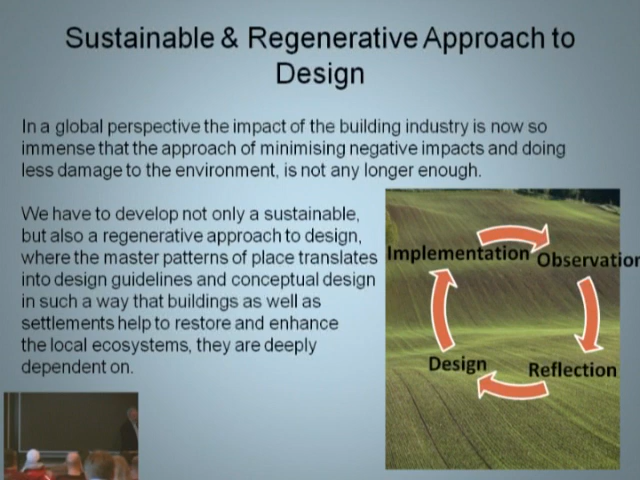 Sustainable & Regenerative Approach to
Design
In a global perspective the impact of the building industry is now so
immense that the approach of minimising negative impacts and doing
less damage to the environment, is not any longer enough.
We have to develop not only a sustainable,
but also a regenerative approach to design,
where the master patterns of place translates
into design guidelines and conceptual design
in such a way that buildings as well as
settlements help to restore and enhance
the local ecosystems, they are deeply
dependent on.
Implementation
Observation
Design
Reflection